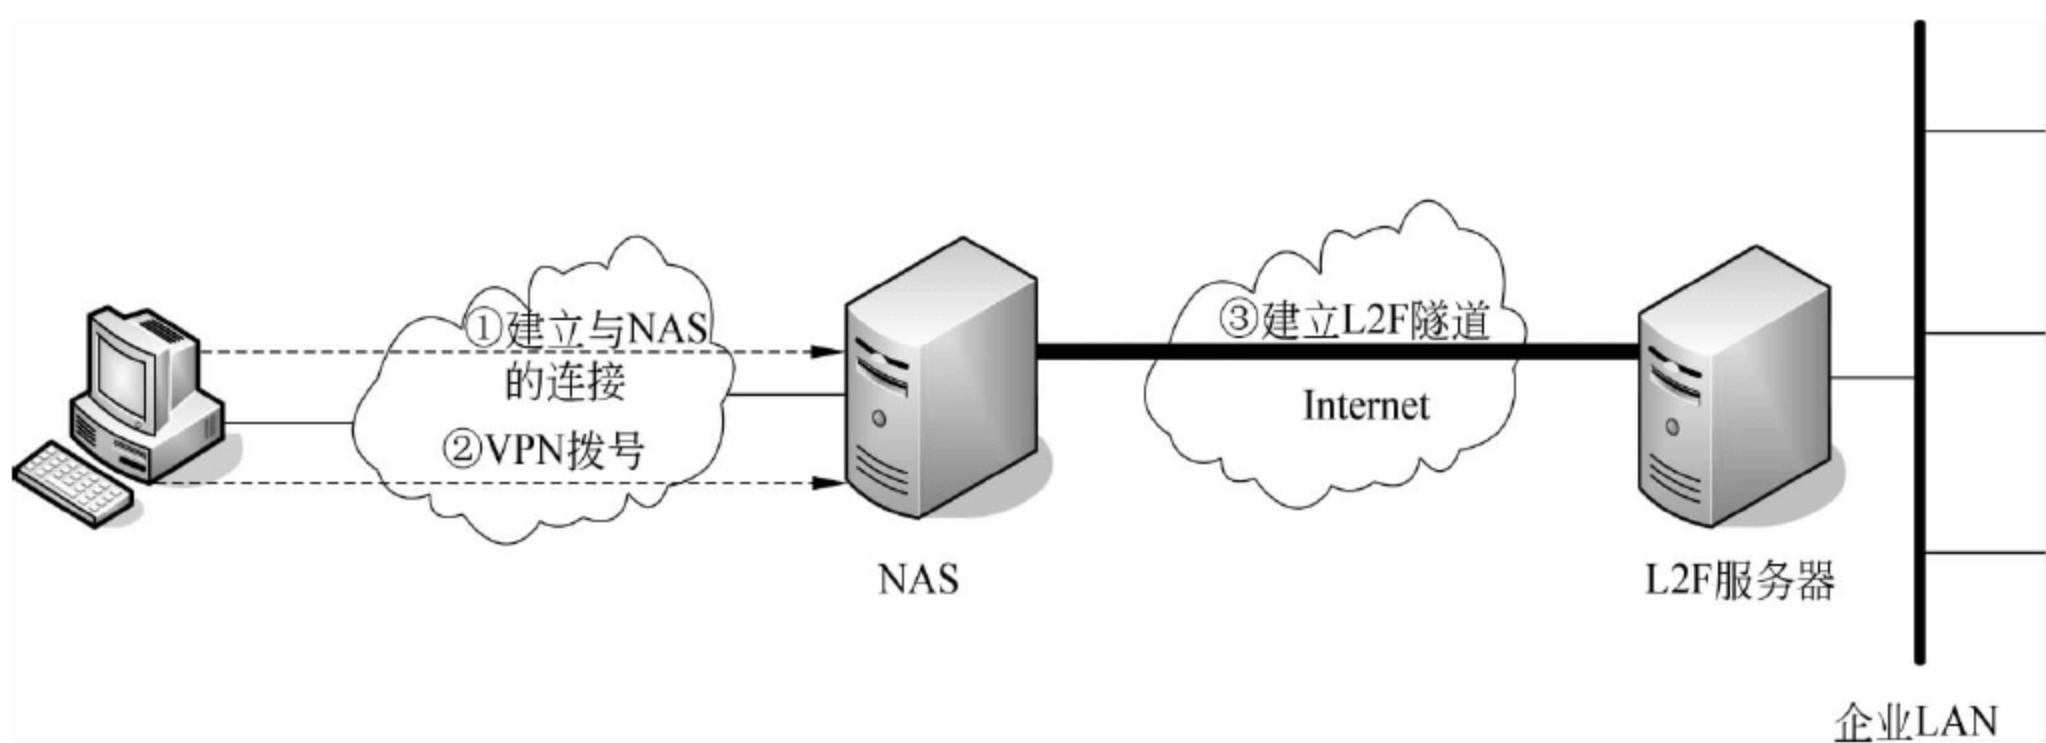 ①建立与NAS
的连接
②VPN拨号
③建立L2F隧道
Internet
NAS
L2F服务器
企业LAN